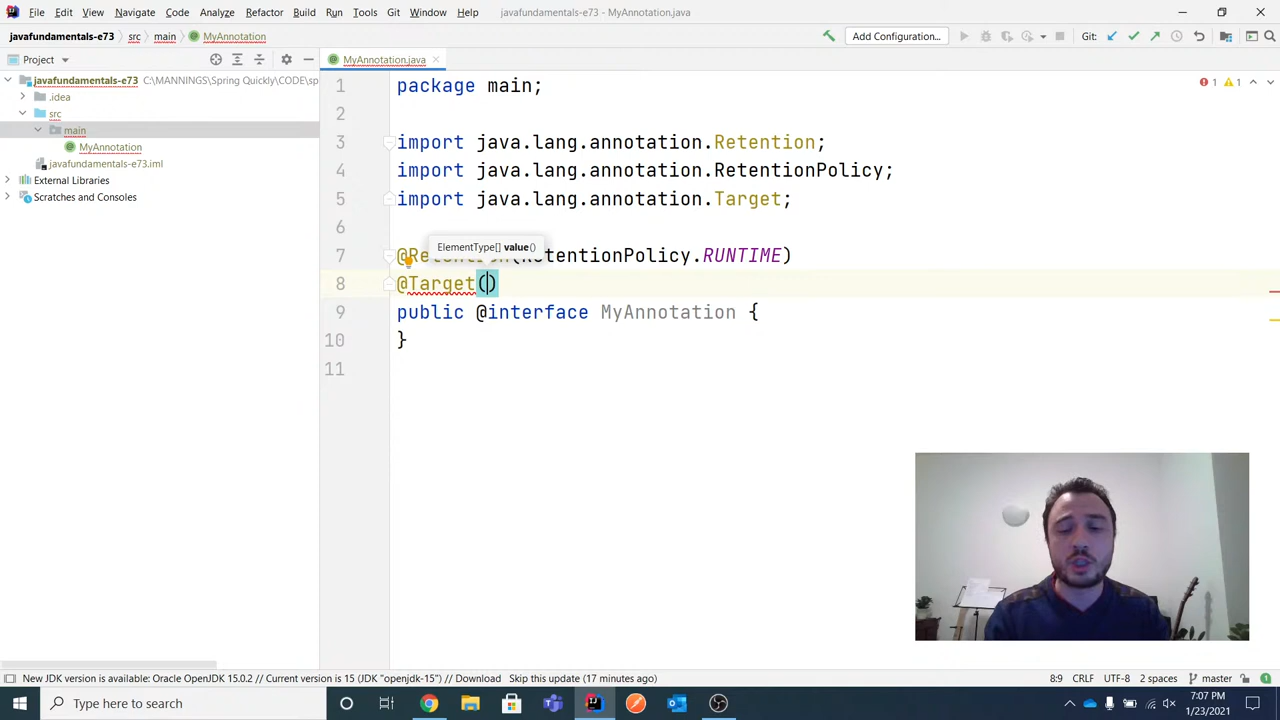 File Edit View Navigate Code Analyze Refactor Build Run Tools Git Window Help javafundamentals-e73 - MyAnnotation.java
javafundamentals-e73 src main MyAnnotation Add Configuration... Git: 
Project
MyAnnotation.java
javafundamentals-e73 C:\MANNINGS\Spring Quickly\CODE\sp
.idea
src
main
MyAnnotation
javafundamentals-e73.iml
External Libraries
Scratches and Consoles
1 package main;
1 1
2
3 import java.lang.annotation.Retention;
4 import java.lang.annotation.RetentionPolicy;
5 import java.lang.annotation.Target;
6
ElementType[] value()
7 @Retention(RetentionPolicy.RUNTIME)
8 @Target()
9 public @interface MyAnnotation {
10 }
11
New JDK version is available: Oracle OpenJDK 15.0.2 // Current version is 15 ("openjdk-15") // Download Skip this update (17 minutes ago) 8:9 CRLF UTF-8 2 spaces master
Type here to search
7:07 PM
1/23/2021